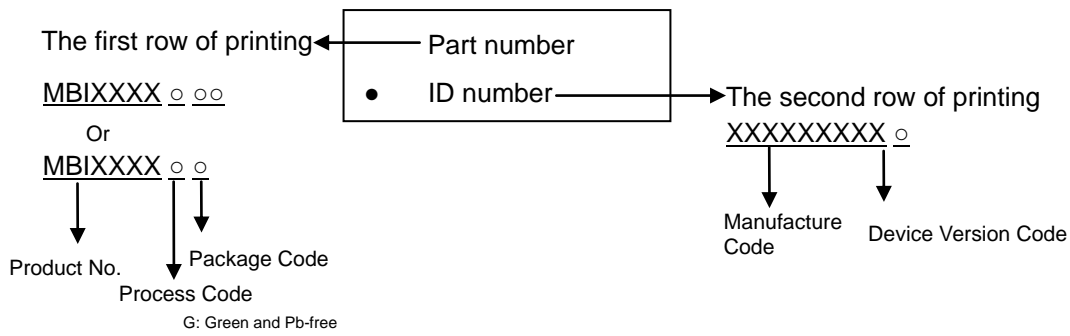 The first row of printing
Part number
MBIXXXX ○ ○○
● ID number
The second row of printing
Or
XXXXXXXXX ○
MBIXXXX ○ ○
Manufacture
Code
Device Version Code
Product No.
Package Code
Process Code
G: Green and Pb-free